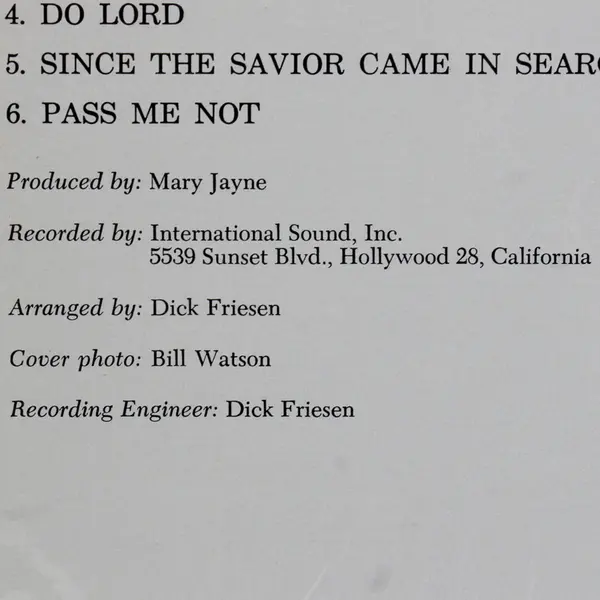 4. DO LORD
5. SINCE THE SAVIOR CAME IN
6. PASS ME NOT
Produced by: Mary Jayne
Recorded by: International Sound, Inc.
5539 Sunset Blvd., Hollywood 28, California
Arranged by: Dick Friesen
Cover photo: Bill Watson
Recording Engineer: Dick Friesen